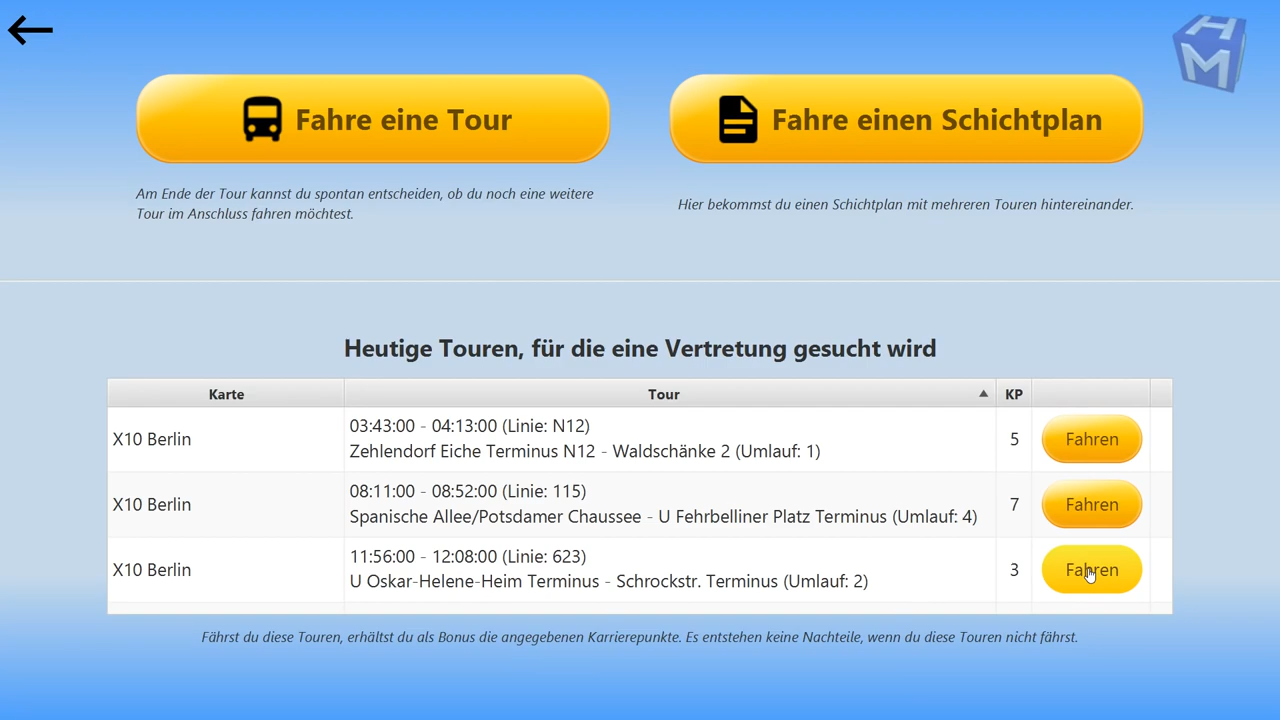 HM
Fahre eine Tour
Fahre einen Schichtplan
Am Ende der Tour kannst du spontan entscheiden, ob du noch eine weitere
Tour im Anschluss fahren möchtest.
Hier bekommst du einen Schichtplan mit mehreren Touren hintereinander.
Heutige Touren, für die eine Vertretung gesucht wird
Karte Tour KP
03:43:00 - 04:13:00 (Linie: N12)
X10 Berlin 5 Fahren
Zehlendorf Eiche Terminus N12 - Waldschänke 2 (Umlauf: 1)
08:11:00 - 08:52:00 (Linie: 115)
X10 Berlin 7 Fahren
Spanische Allee/Potsdamer Chaussee - U Fehrbelliner Platz Terminus (Umlauf: 4)
11:56:00 - 12:08:00 (Linie: 623)
X10 Berlin 3 Fahren
U Oskar-Helene-Heim Terminus - Schrockstr. Terminus (Umlauf: 2)
Fährst du diese Touren, erhältst du als Bonus die angegebenen Karrierepunkte. Es entstehen keine Nachteile, wenn du diese Touren nicht fährst.